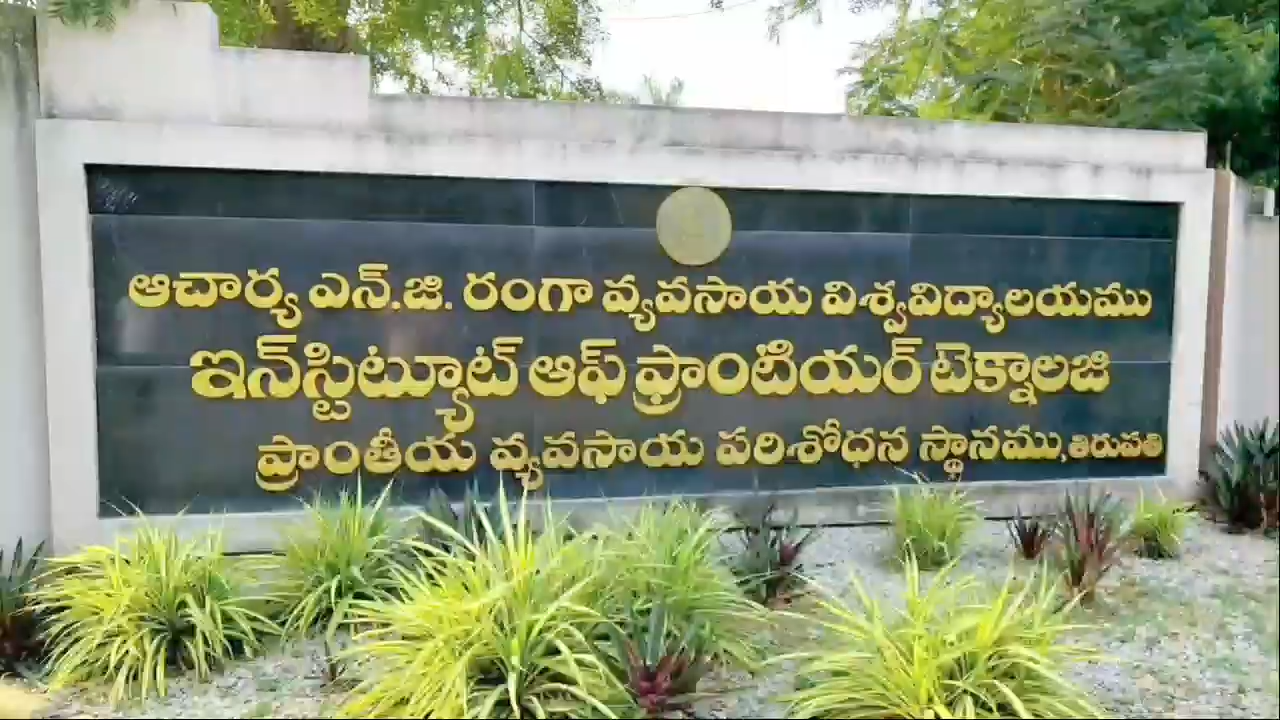 ఆచార్య ఎన్.జి. రంగా వ్యవసాయ విశ్వవిద్యాలయము
ఇన్‌స్టిట్యూట్ ఆఫ్ ఫ్రాంటియర్ టెక్నాలజి
ప్రాంతీయ వ్యవసాయ పరిశోధన స్థానము, తిరుపతి